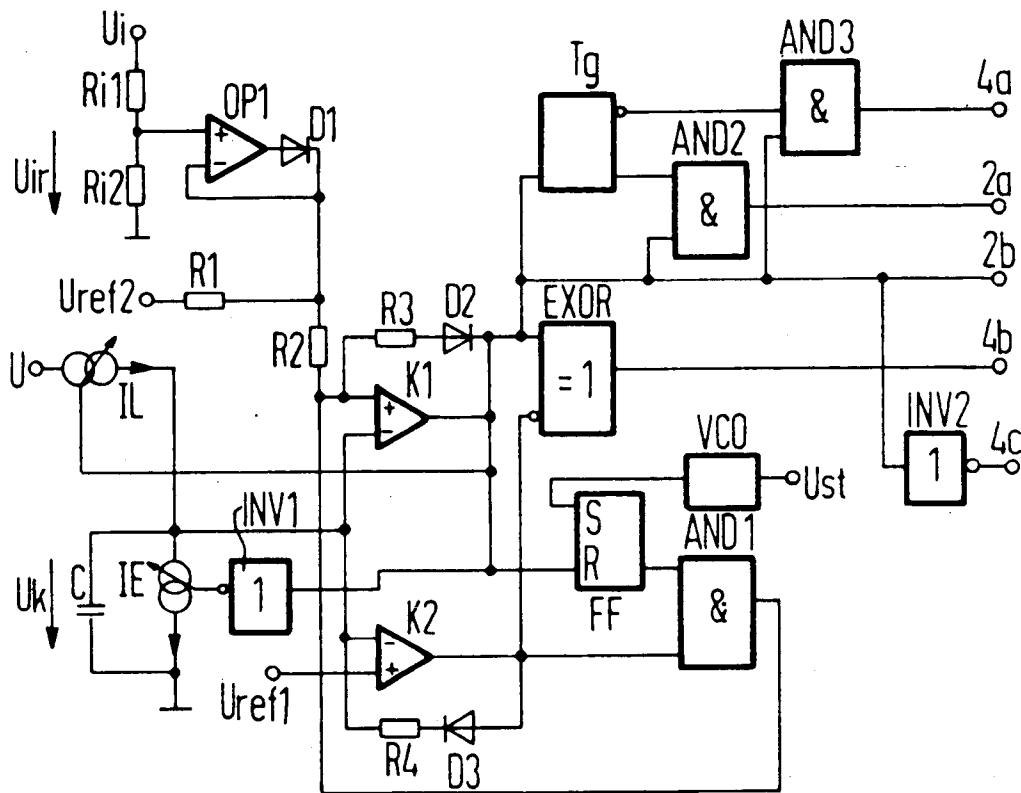 Ui
Ri1
Uir
Ri2
OP1
+
-
D1
Tg
AND3
&
4a
AND2
&
2a
2b
Uref2
R1
R2
R3
D2
EXOR
= 1
4b
U
IL
K1
+
-
INV2
1
4c
VCO
Ust
INV1
1
S
R
FF
AND1
&
Uk
C
IE
K2
-
+
Uref1
R4
D3